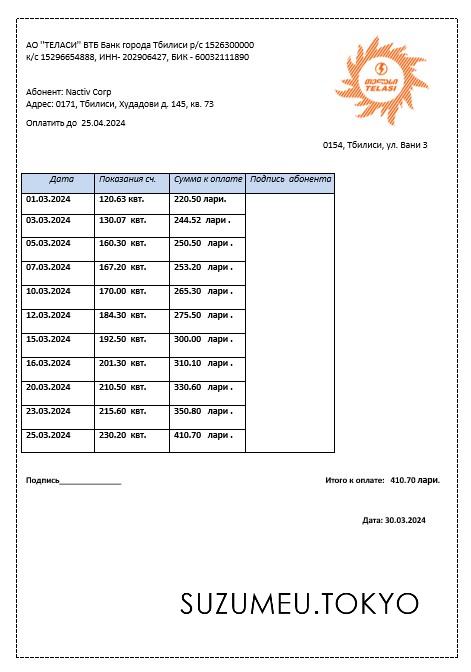 АО "ТЕЛАСИ" ВТБ Банк города Тбилиси р/с 1526300000
к/с 15296654888, ИНН- 202906427, БИК - 60032111890
თელასი
TELASI
Абонент: Nactiv Corp
Адрес: 0171, Тбилиси, Худадови д. 145, кв. 73
Оплатить до 25.04.2024
0154, Тбилиси, ул. Вани 3
Дата Показания сч. Сумма к оплате Подпись абонента
01.03.2024 120.63 квт. 220.50 лари.
03.03.2024 130.07 квт. 244.52 лари .
05.03.2024 160.30 квт. 250.50 лари .
07.03.2024 167.20 квт. 253.20 лари .
10.03.2024 170.00 квт. 265.30 лари .
12.03.2024 184.30 квт. 275.50 лари .
15.03.2024 192.50 квт. 300.00 лари .
16.03.2024 201.30 квт. 310.10 лари .
20.03.2024 210.50 квт. 330.60 лари .
23.03.2024 215.60 квт. 350.80 лари .
25.03.2024 230.20 квт. 410.70 лари .
Подпись______________ Итого к оплате: 410.70 лари.
Дата: 30.03.2024
SUZUMEU.TOKYO